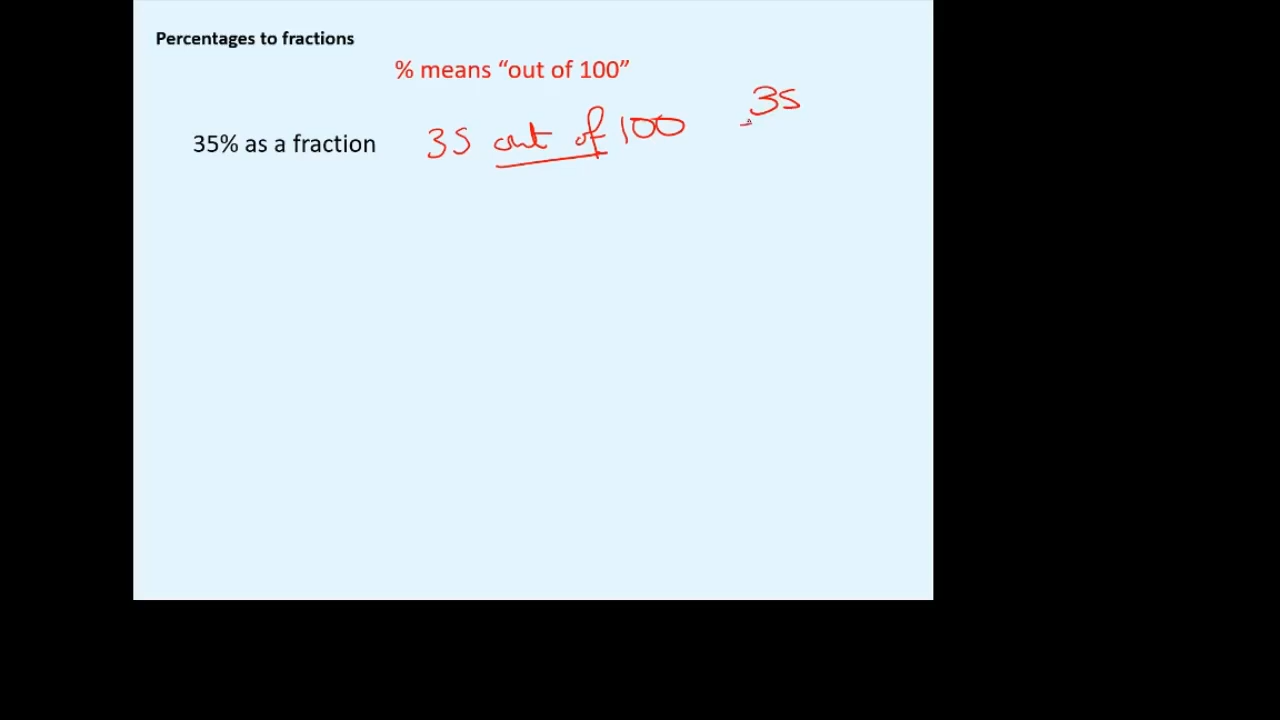 Percentages to fractions
% means “out of 100”
35% as a fraction 35 out of 100 35